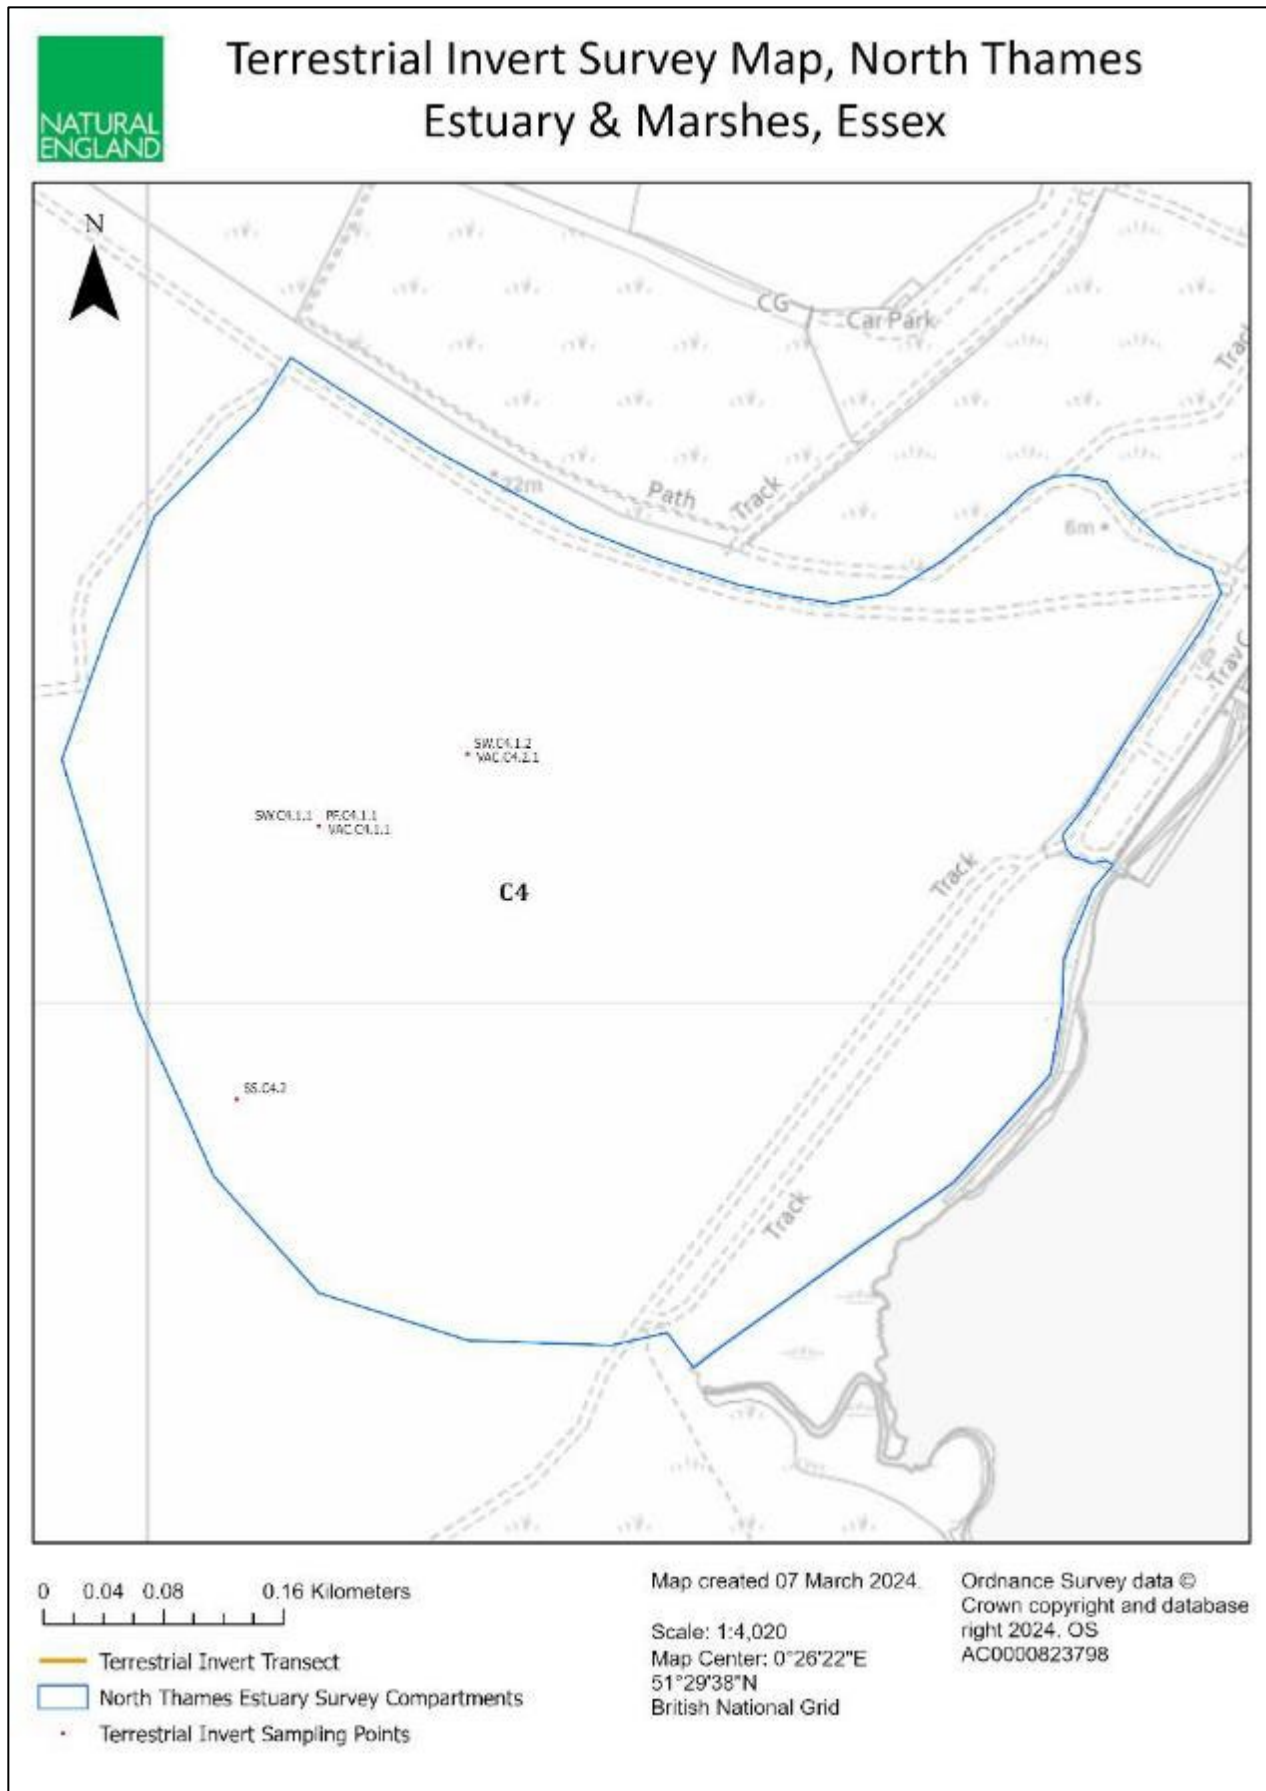 NATURAL
ENGLAND
Terrestrial Invert Survey Map, North Thames
Estuary & Marshes, Essex
N
CG
Car Park
Track
22m
Path
Track
6m
SW.C4.1.2
VAC.C4.2.1
SW.C4.1.1 PF.C4.1.1
VAC.C4.1.1
C4
Track
SS.C4.2
Track
0 0.04 0.08 0.16 Kilometers
Terrestrial Invert Transect
North Thames Estuary Survey Compartments
Terrestrial Invert Sampling Points
Map created 07 March 2024.
Scale: 1:4,020
Map Center: 0°26'22"E
51°29'38"N
British National Grid
Ordnance Survey data ©
Crown copyright and database
right 2024. OS
AC0000823798